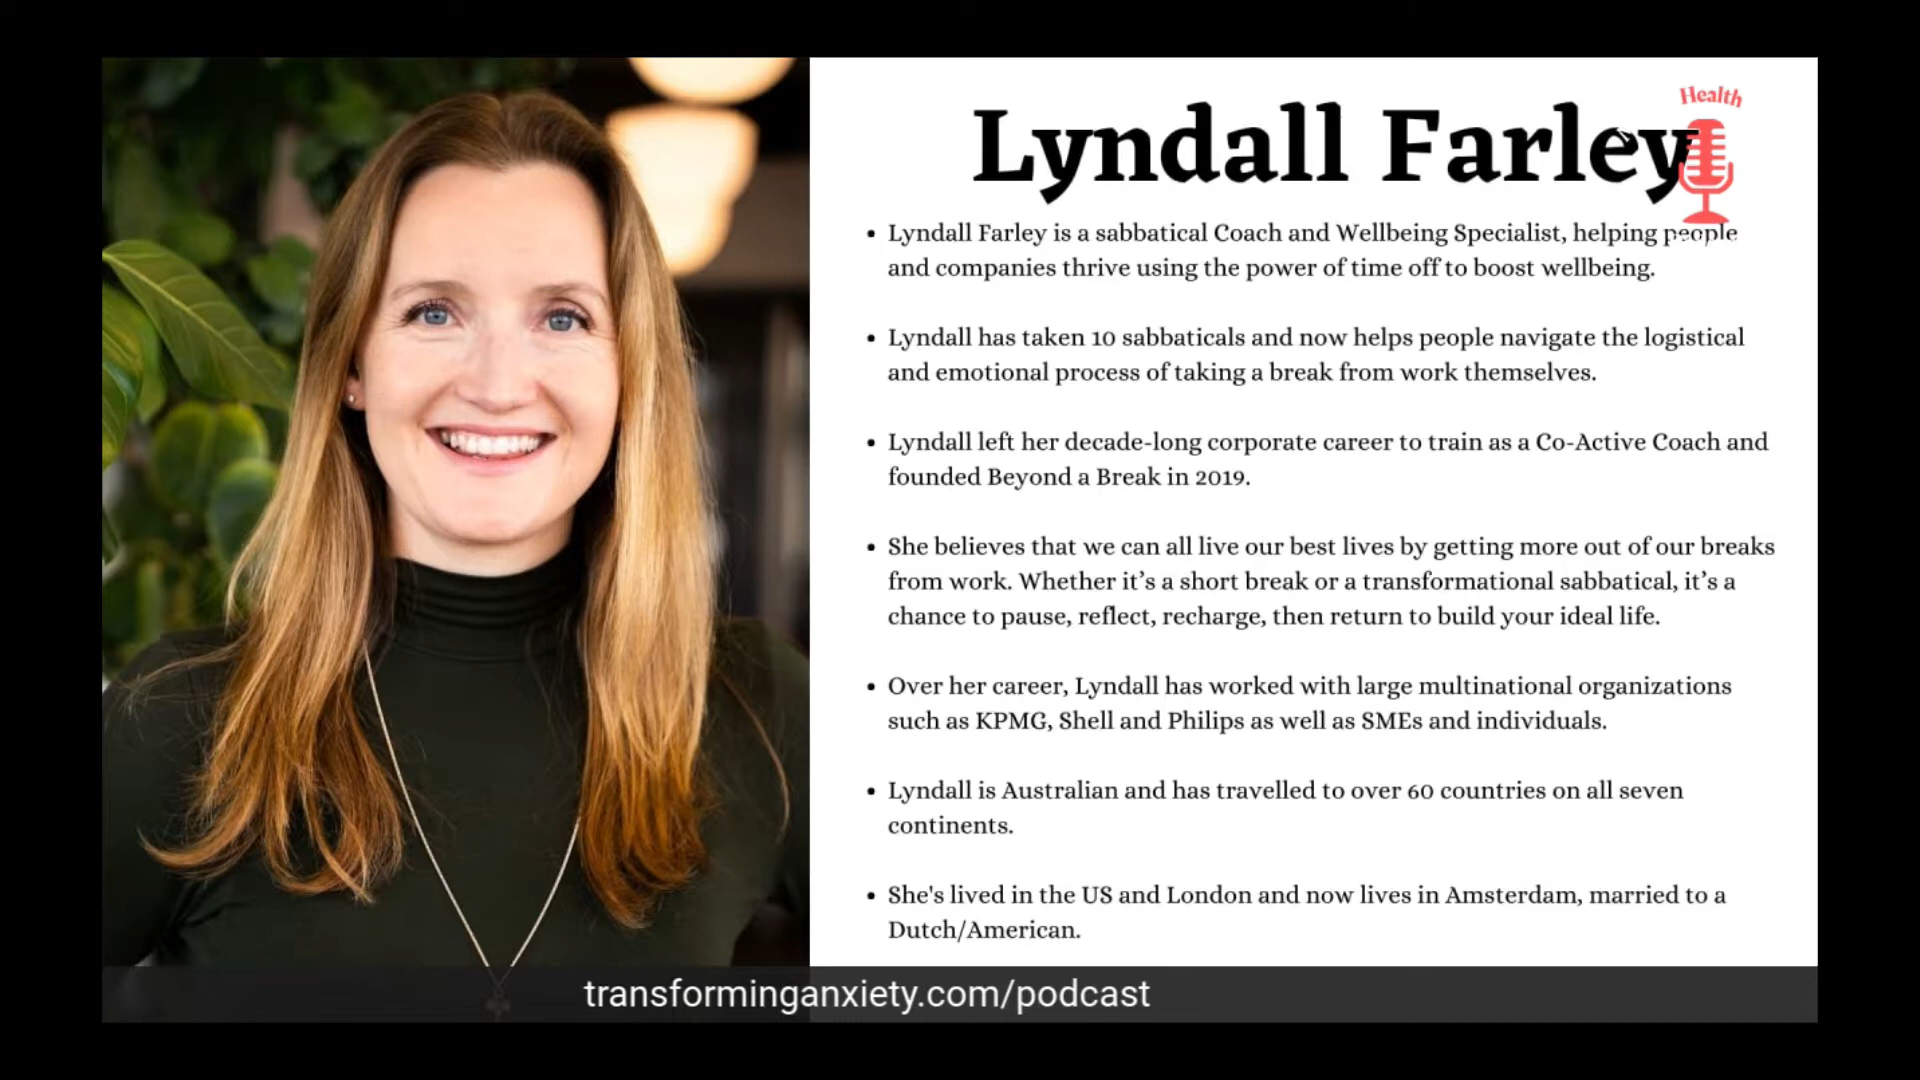 Health
Lyndall Farley
• Lyndall Farley is a sabbatical Coach and Wellbeing Specialist, helping people
and companies thrive using the power of time off to boost wellbeing.
• Lyndall has taken 10 sabbaticals and now helps people navigate the logistical
and emotional process of taking a break from work themselves.
• Lyndall left her decade-long corporate career to train as a Co-Active Coach and
founded Beyond a Break in 2019.
• She believes that we can all live our best lives by getting more out of our breaks
from work. Whether it’s a short break or a transformational sabbatical, it’s a
chance to pause, reflect, recharge, then return to build your ideal life.
• Over her career, Lyndall has worked with large multinational organizations
such as KPMG, Shell and Philips as well as SMEs and individuals.
• Lyndall is Australian and has travelled to over 60 countries on all seven
continents.
• She's lived in the US and London and now lives in Amsterdam, married to a
Dutch/American.
transforminganxiety.com/podcast